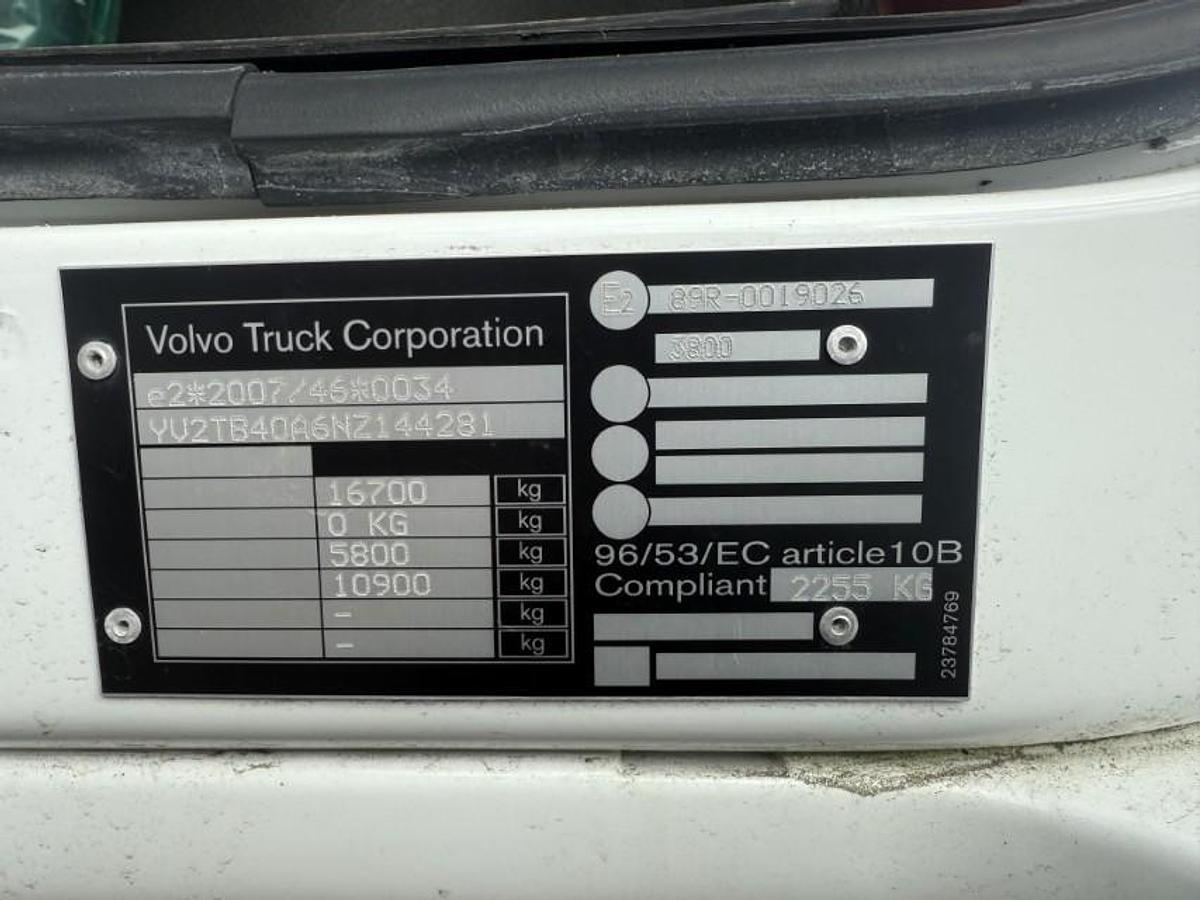 Volvo Truck Corporation
e2*2007/46*0034
YV2TB40A6NZ144281
16700 kg
0 KG kg
5800 kg
10900 kg
- kg
- kg
E2 89R-0019026
3800
96/53/EC article10B
Compliant 2255 KG
23784769